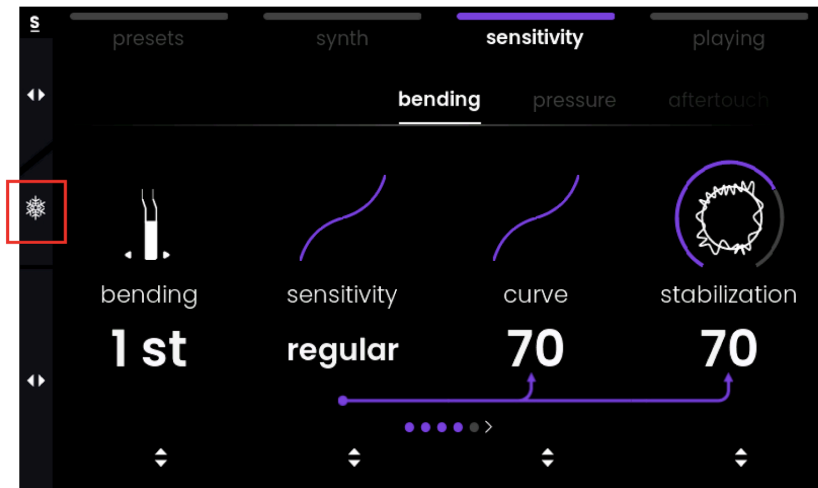 S
presets synth sensitivity playing
bending pressure aftertouch
bending sensitivity curve stabilization
1 st regular 70 70